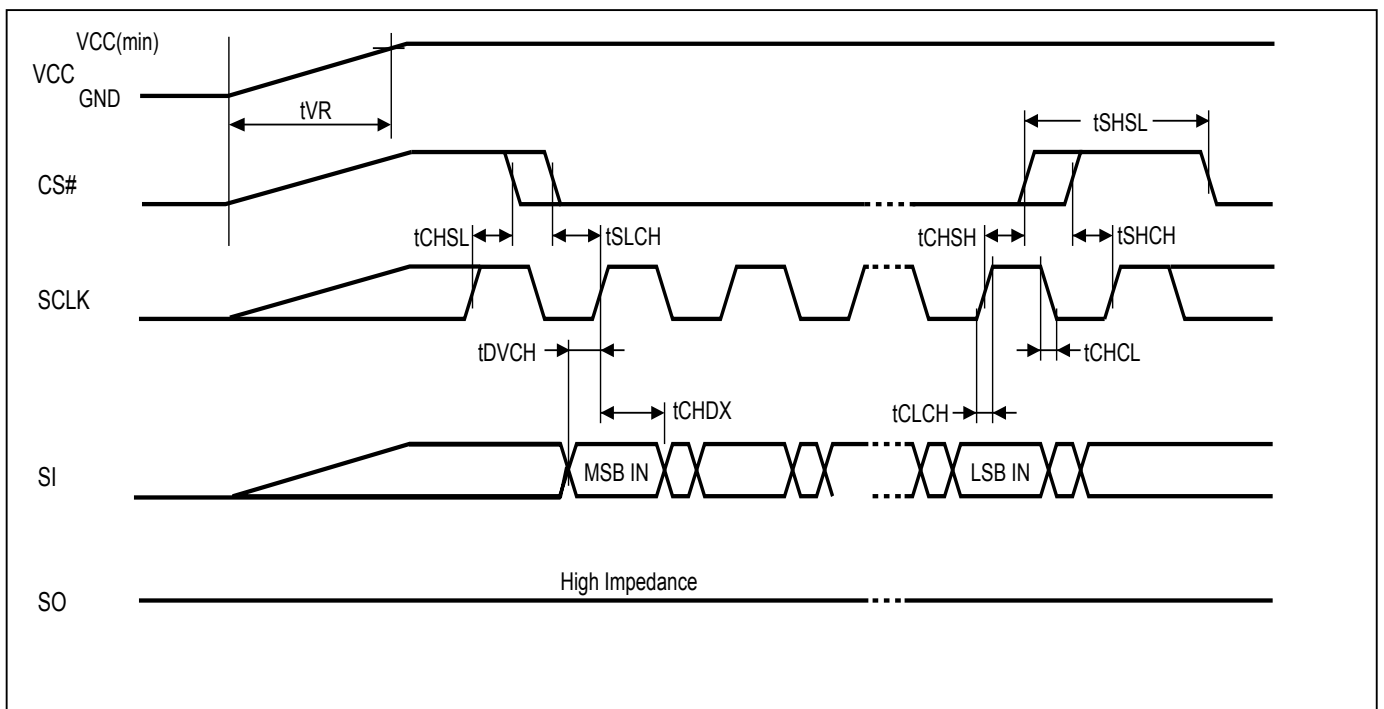 VCC(min)
VCC
GND
tVR
tSHSL
CS#
tCHSL
tSLCH
tCHSH
tSHCH
SCLK
tDVCH
tCHCL
tCHDX
tCLCH
SI
MSB IN
LSB IN
High Impedance
SO